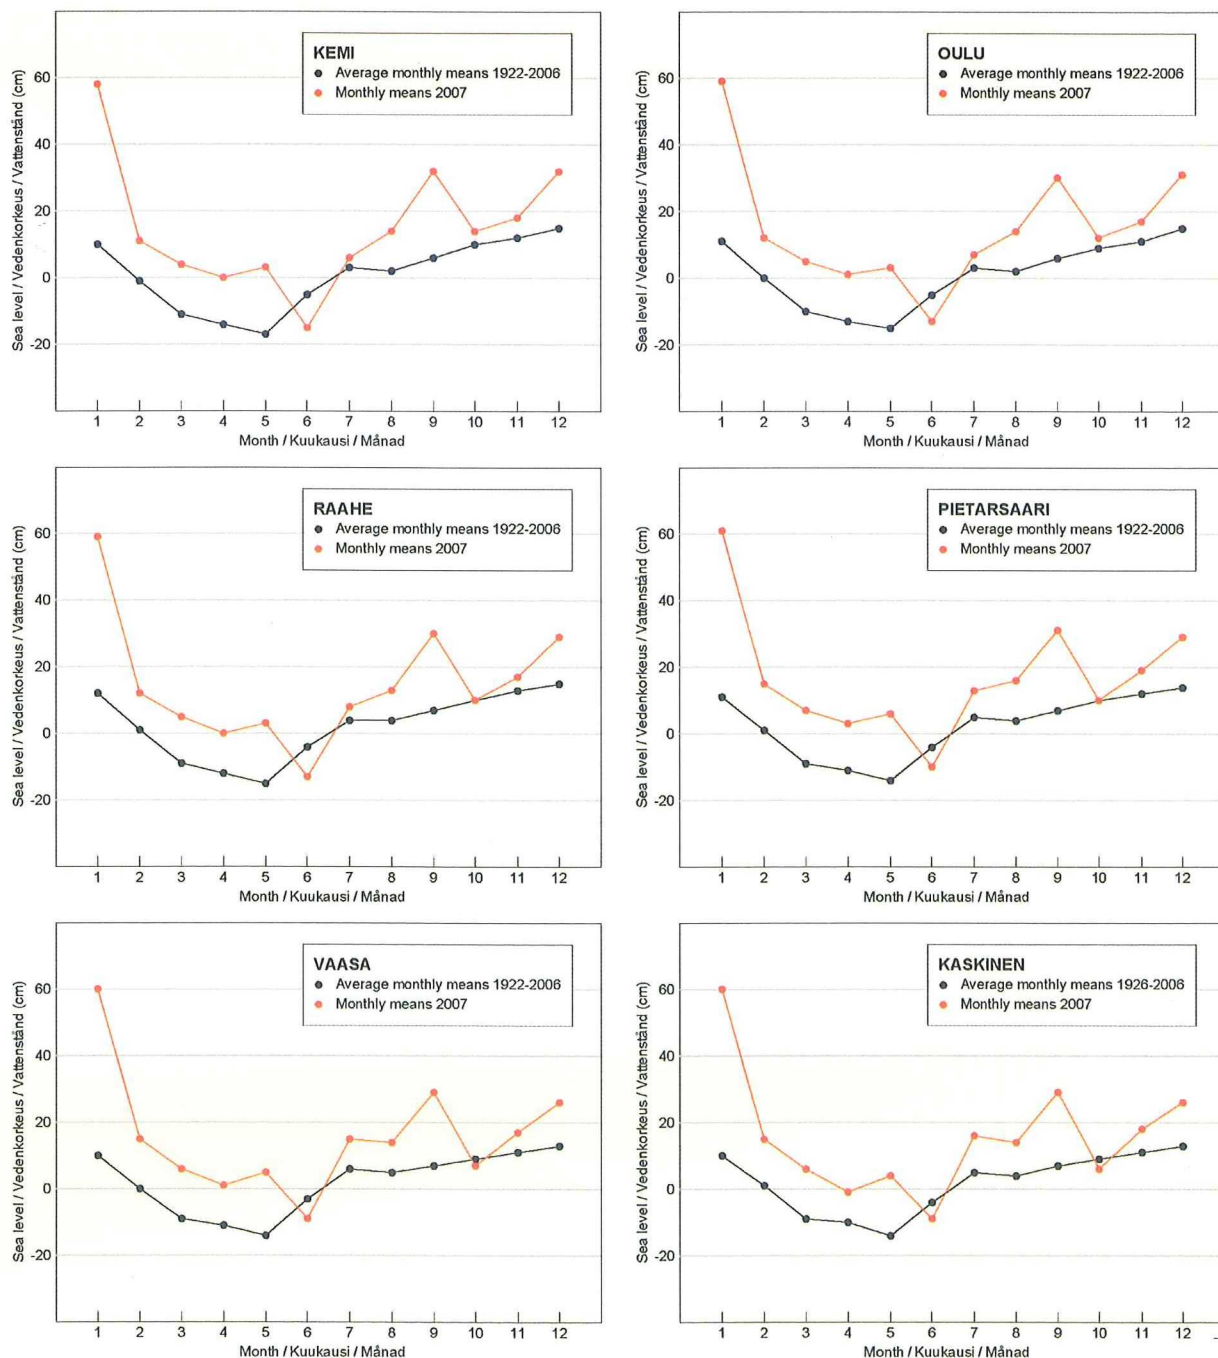 KEMI
Average monthly means 1922-2006
Monthly means 2007
Sea level / Vedenkorkeus / Vattenstånd (cm)
60
40
20
0
-20
1 2 3 4 5 6 7 8 9 10 11 12
Month / Kuukausi / Månad
OULU
Average monthly means 1922-2006
Monthly means 2007
Sea level / Vedenkorkeus / Vattenstånd (cm)
60
40
20
0
-20
1 2 3 4 5 6 7 8 9 10 11 12
Month / Kuukausi / Månad
RAAHE
Average monthly means 1922-2006
Monthly means 2007
Sea level / Vedenkorkeus / Vattenstånd (cm)
60
40
20
0
-20
1 2 3 4 5 6 7 8 9 10 11 12
Month / Kuukausi / Månad
PIETARSAARI
Average monthly means 1922-2006
Monthly means 2007
Sea level / Vedenkorkeus / Vattenstånd (cm)
60
40
20
0
-20
1 2 3 4 5 6 7 8 9 10 11 12
Month / Kuukausi / Månad
VAASA
Average monthly means 1922-2006
Monthly means 2007
Sea level / Vedenkorkeus / Vattenstånd (cm)
60
40
20
0
-20
1 2 3 4 5 6 7 8 9 10 11 12
Month / Kuukausi / Månad
KASKINEN
Average monthly means 1926-2006
Monthly means 2007
Sea level / Vedenkorkeus / Vattenstånd (cm)
60
40
20
0
-20
1 2 3 4 5 6 7 8 9 10 11 12
Month / Kuukausi / Månad